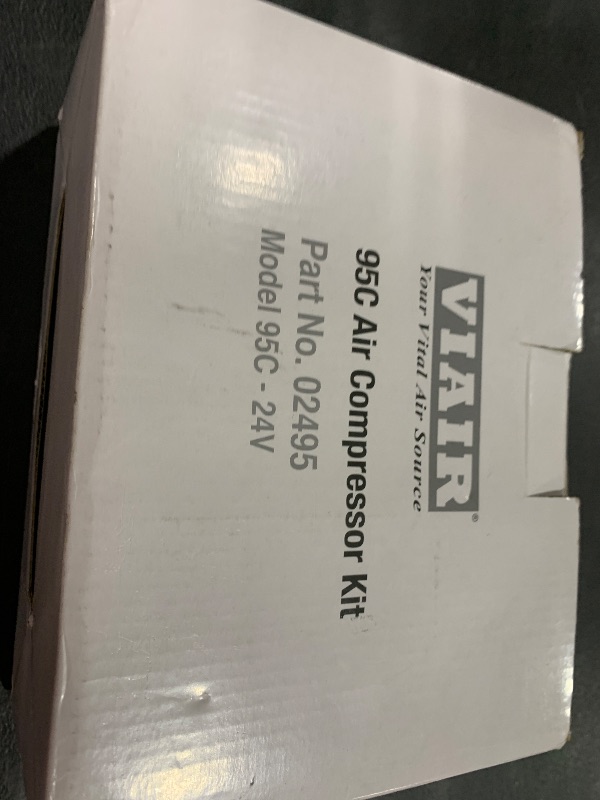 VIAIR®
Your Vital Air Source
95C Air Compressor Kit
Part No. 02495
Model 95C - 24V